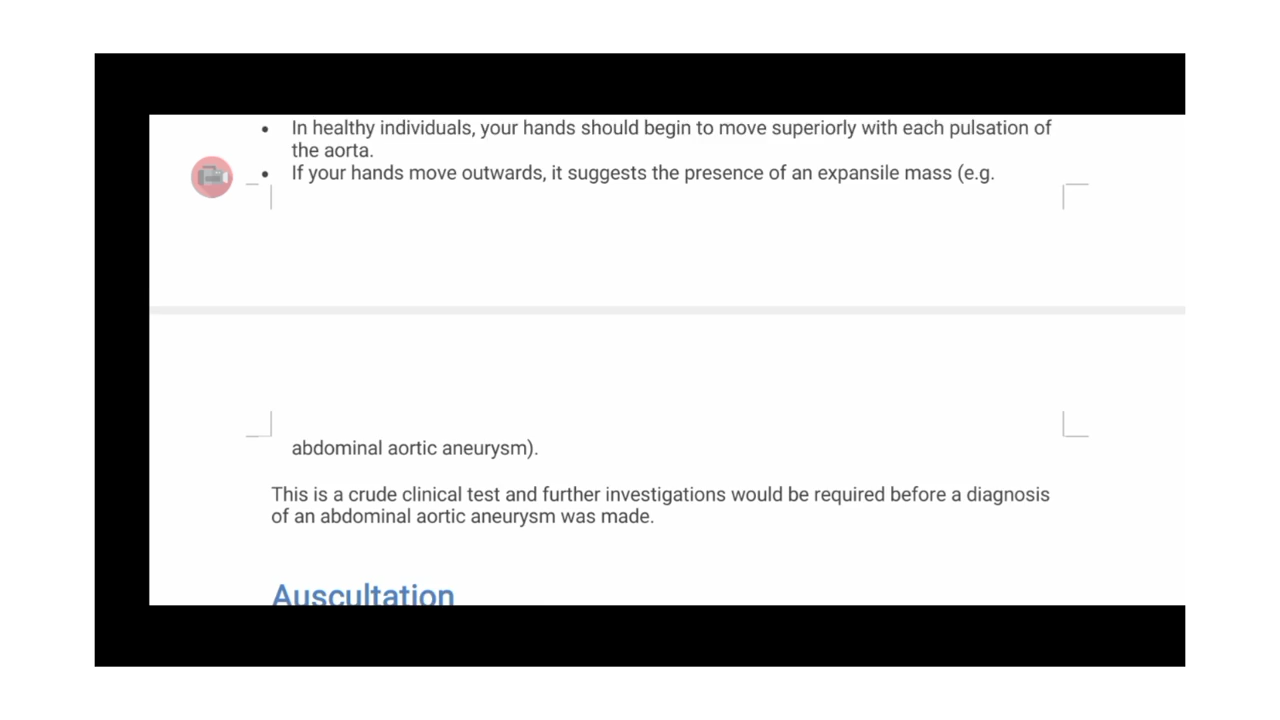 • In healthy individuals, your hands should begin to move superiorly with each pulsation of
the aorta.
• If your hands move outwards, it suggests the presence of an expansile mass (e.g.
abdominal aortic aneurysm).
This is a crude clinical test and further investigations would be required before a diagnosis
of an abdominal aortic aneurysm was made.
Auscultation